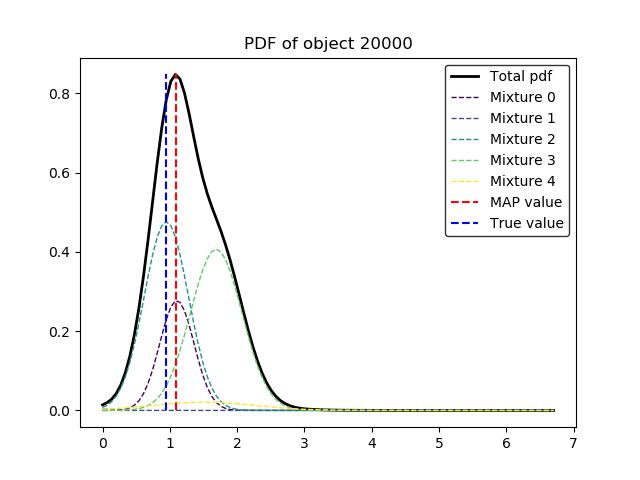 PDF of object 20000
Total pdf
Mixture 0
Mixture 1
Mixture 2
Mixture 3
Mixture 4
MAP value
True value
0.8
0.6
0.4
0.2
0.0
0 1 2 3 4 5 6 7